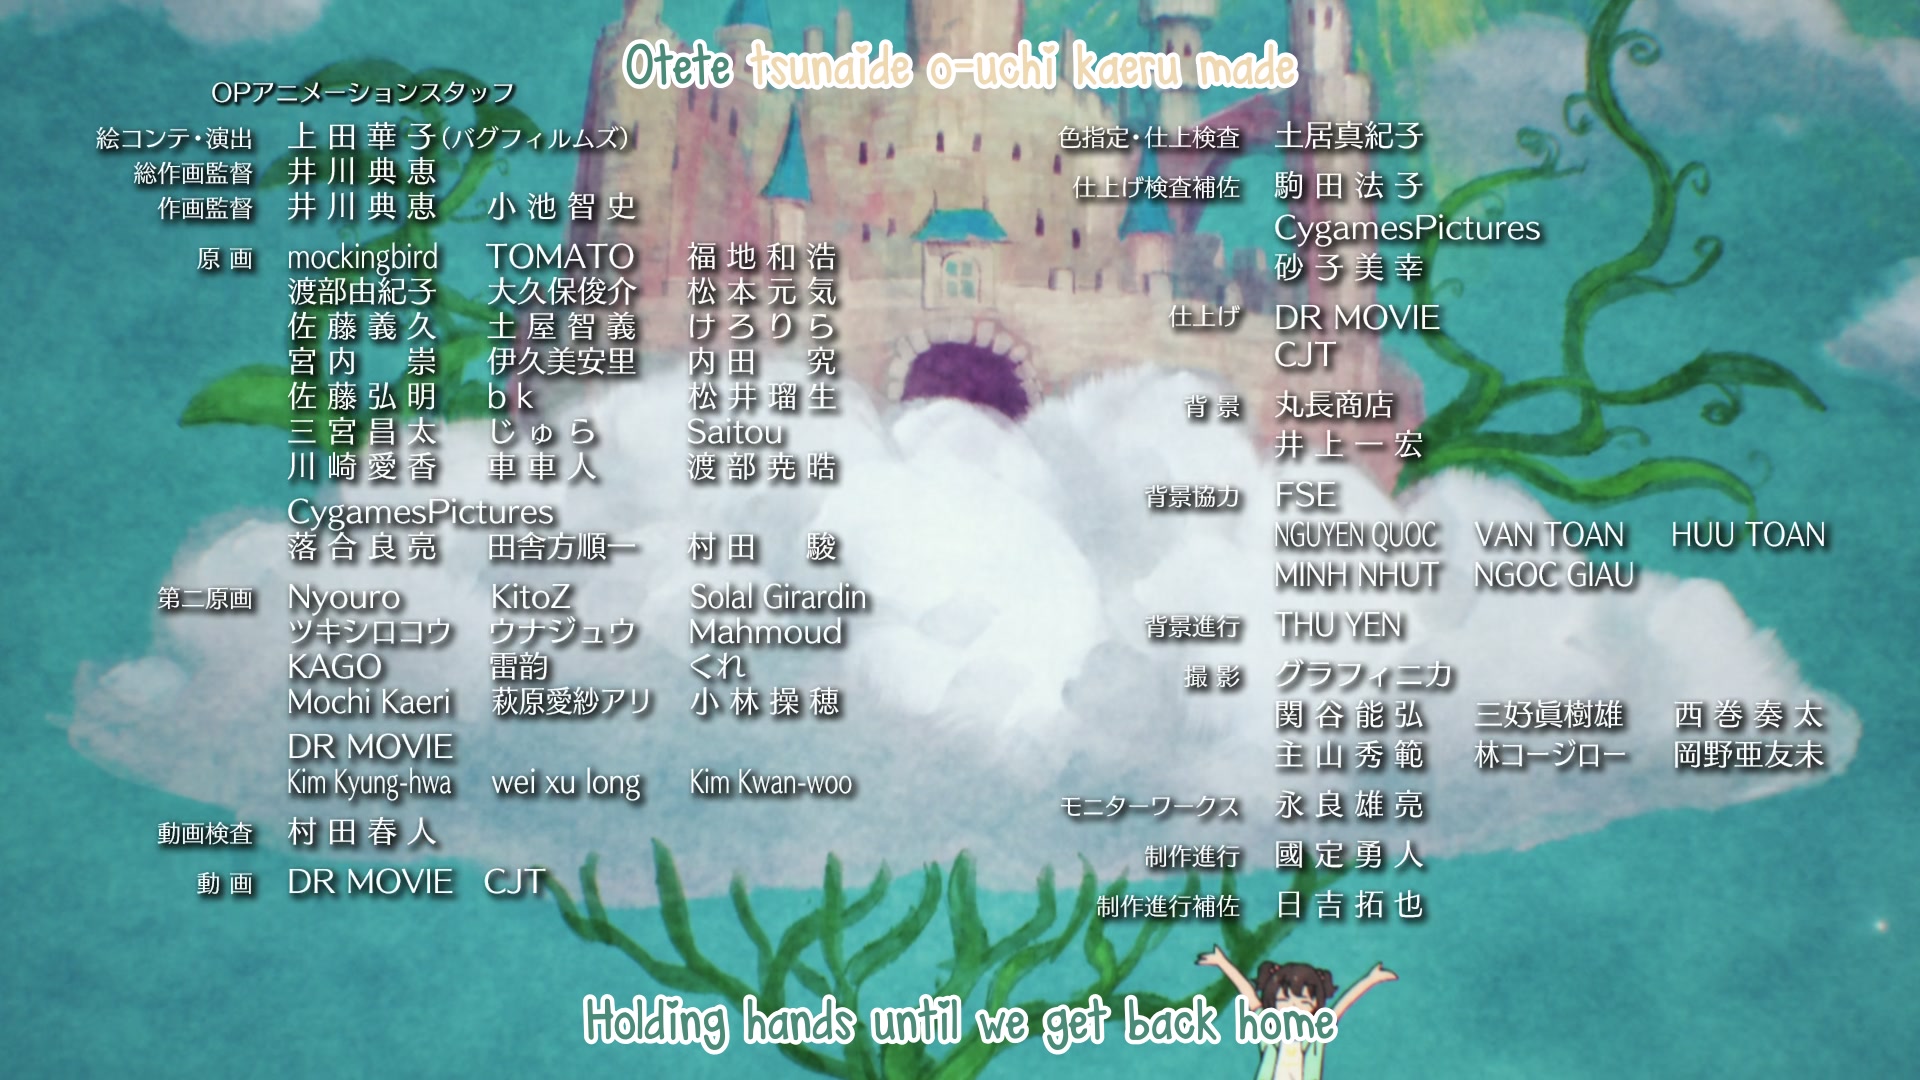 Otete tsunaide o-uchi kaeru made
OPアニメーションスタッフ
絵コンテ・演出 上田華子(バグフィルムズ)
総作画監督 井川典恵
作画監督 井川典恵 小池智史
原画 mockingbird TOMATO 福地和浩
渡部由紀子 大久保俊介 松本元気
佐藤義久 土屋智義 けろりら
宮内 崇 伊久美安里 内田 究
佐藤弘明 bk 松井瑠生
三宮昌太 じゅら Saitou
川崎愛香 車車人 渡部尭晧
CygamesPictures
落合良亮 田舎方順一 村田 駿
第二原画 Nyouro KitoZ Solal Girardin
ツキシロコウ ウナジュウ Mahmoud
KAGO 雷韵 くれ
Mochi Kaeri 萩原愛紗アリ 小林操穂
DR MOVIE
Kim Kyung-hwa wei xu long Kim Kwan-woo
動画検査 村田春人
動画 DR MOVIE CJT
色指定・仕上検査 土居真紀子
仕上げ検査補佐 駒田法子
CygamesPictures
砂子美幸
仕上げ DR MOVIE
CJT
背景 丸長商店
井上一宏
背景協力 FSE
NGUYEN QUOC VAN TOAN HUU TOAN
MINH NHUT NGOC GIAU
背景進行 THU YEN
撮影 グラフィニカ
関谷能弘 三好眞樹雄 西巻奏太
主山秀範 林コージロー 岡野亜友未
モニターワークス 永良雄亮
制作進行 國定勇人
制作進行補佐 日吉拓也
Holding hands until we get back home